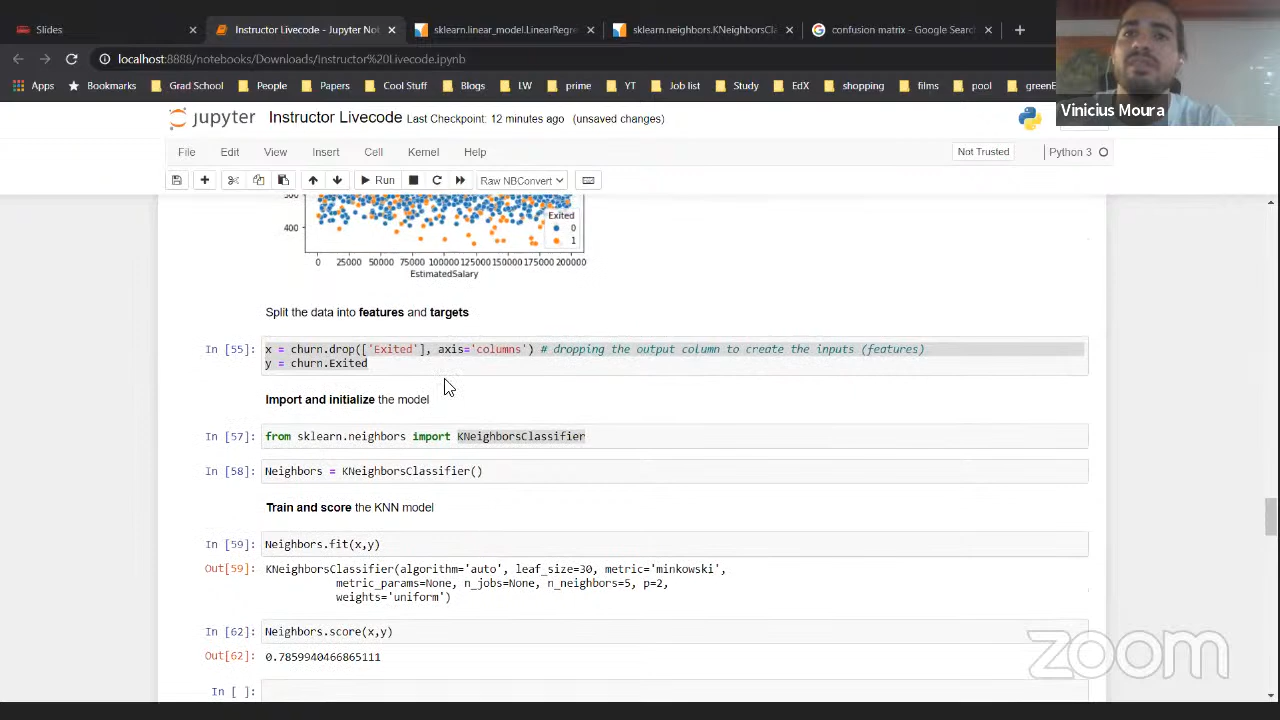 Slides
Instructor Livecode - Jupyter Not
sklearn.linear_model.LinearRegre
sklearn.neighbors.KNeighborsCla
confusion matrix - Google Search
localhost:8888/notebooks/Downloads/Instructor%20Livecode.ipynb
Apps Bookmarks Grad School People Papers Cool Stuff Blogs LW prime YT Job list Study EdX shopping films pool greenE
Vinicius Moura
jupyter Instructor Livecode Last Checkpoint: 12 minutes ago (unsaved changes)
File Edit View Insert Cell Kernel Help Not Trusted Python 3
Run Raw NBConvert
500
400
Exited
0
1
0 25000 50000 75000 100000 125000 150000 175000 200000
EstimatedSalary
Split the data into features and targets
In [55]: x = churn.drop(['Exited'], axis='columns') # dropping the output column to create the inputs (features)
y = churn.Exited
Import and initialize the model
In [57]: from sklearn.neighbors import KNeighborsClassifier
In [58]: Neighbors = KNeighborsClassifier()
Train and score the KNN model
In [59]: Neighbors.fit(x,y)
Out[59]: KNeighborsClassifier(algorithm='auto', leaf_size=30, metric='minkowski',
metric_params=None, n_jobs=None, n_neighbors=5, p=2,
weights='uniform')
In [62]: Neighbors.score(x,y)
Out[62]: 0.7859940466865111
In [ ]:
zoom